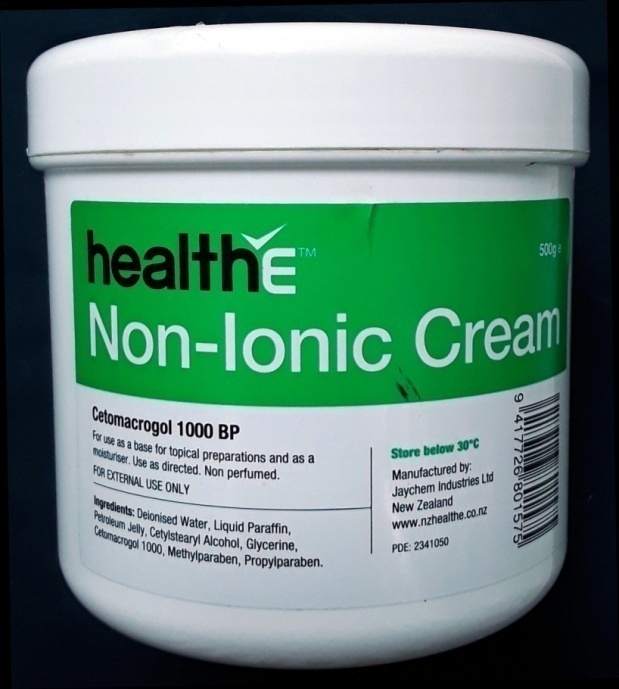 healthE™
500g e
Non-Ionic Cream
Cetomacrogol 1000 BP
For use as a base for topical preparations and as a
moisturiser. Use as directed. Non perfumed.
FOR EXTERNAL USE ONLY
Ingredients: Deionised Water, Liquid Paraffin,
Petroleum Jelly, Cetylstearyl Alcohol, Glycerine,
Cetomacrogol 1000, Methylparaben, Propylparaben.
Store below 30°C
Manufactured by:
Jaychem Industries Ltd
New Zealand
www.nzhealthe.co.nz
PDE: 2341050
9 417726 801575